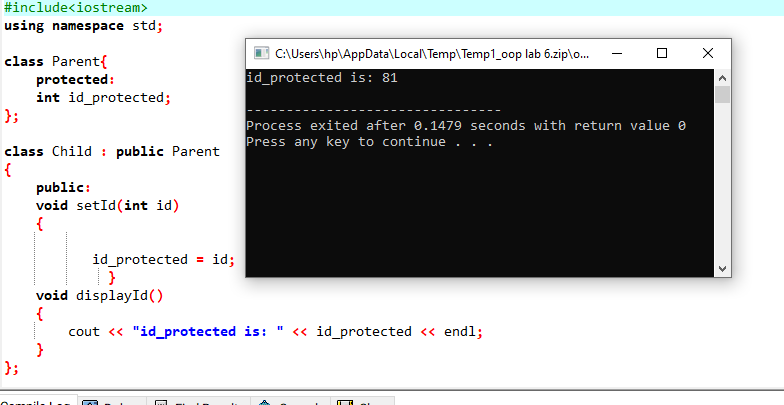 #include<iostream>
using namespace std;
class Parent{
protected:
int id_protected;
};
class Child : public Parent
{
public:
void setId(int id)
{
id_protected = id;
}
void displayId()
{
cout << "id_protected is: " << id_protected << endl;
}
};
C:\Users\hp\AppData\Local\Temp\Temp1_oop lab 6.zip\o...
id_protected is: 81
--------------------------------
Process exited after 0.1479 seconds with return value 0
Press any key to continue . . .